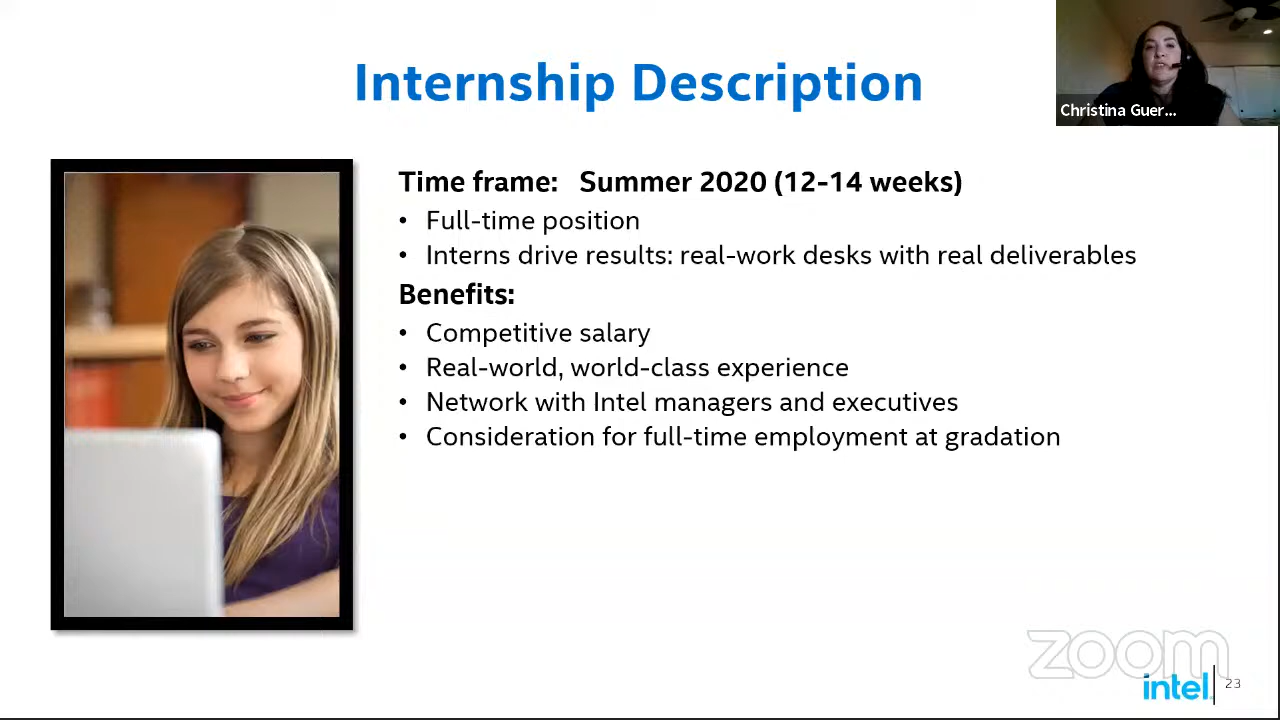 Internship Description
Christina Guer...
Time frame: Summer 2020 (12-14 weeks)
• Full-time position
• Interns drive results: real-work desks with real deliverables
Benefits:
• Competitive salary
• Real-world, world-class experience
• Network with Intel managers and executives
• Consideration for full-time employment at gradation
zoom
intel
23